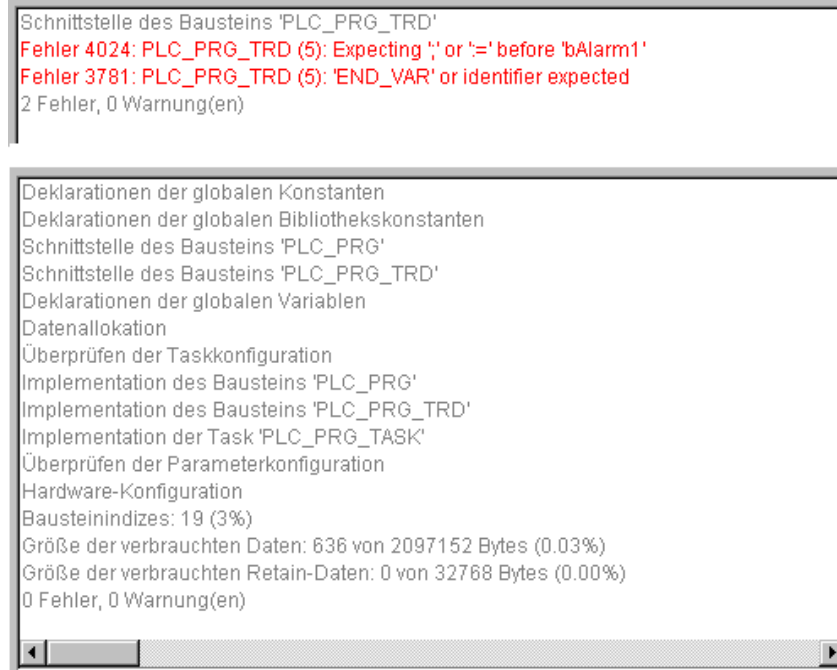 Schnittstelle des Bausteins 'PLC_PRG_TRD'
Fehler 4024: PLC_PRG_TRD (5): Expecting ';' or ':=' before 'bAlarm1'
Fehler 3781: PLC_PRG_TRD (5): 'END_VAR' or identifier expected
2 Fehler, 0 Warnung(en)
Deklarationen der globalen Konstanten
Deklarationen der globalen Bibliothekskonstanten
Schnittstelle des Bausteins 'PLC_PRG'
Schnittstelle des Bausteins 'PLC_PRG_TRD'
Deklarationen der globalen Variablen
Datenallokation
Überprüfen der Taskkonfiguration
Implementation des Bausteins 'PLC_PRG'
Implementation des Bausteins 'PLC_PRG_TRD'
Implementation der Task 'PLC_PRG_TASK'
Überprüfen der Parameterkonfiguration
Hardware-Konfiguration
Bausteinindizes: 19 (3%)
Größe der verbrauchten Daten: 636 von 2097152 Bytes (0.03%)
Größe der verbrauchten Retain-Daten: 0 von 32768 Bytes (0.00%)
0 Fehler, 0 Warnung(en)